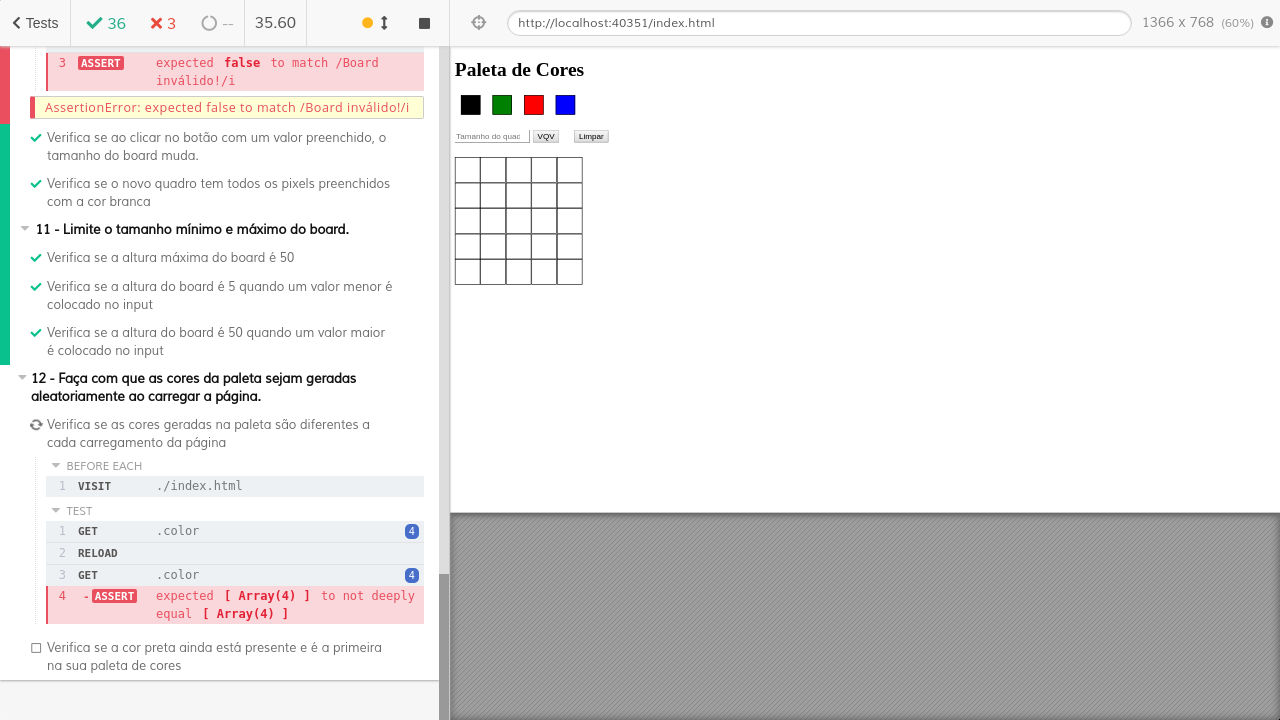 Tests
36
3
--
35.60
http://localhost:40351/index.html
1366 x 768 (60%)
3 ASSERT expected false to match /Board
inválido!/i
AssertionError: expected false to match /Board inválido!/i
Verifica se ao clicar no botão com um valor preenchido, o
tamanho do board muda.
Verifica se o novo quadro tem todos os pixels preenchidos
com a cor branca
11 - Limite o tamanho mínimo e máximo do board.
Verifica se a altura máxima do board é 50
Verifica se a altura do board é 5 quando um valor menor é
colocado no input
Verifica se a altura do board é 50 quando um valor maior
é colocado no input
12 - Faça com que as cores da paleta sejam geradas
aleatoriamente ao carregar a página.
Verifica se as cores geradas na paleta são diferentes a
cada carregamento da página
BEFORE EACH
1 VISIT ./index.html
TEST
1 GET .color 4
2 RELOAD
3 GET .color 4
4 -ASSERT expected [ Array(4) ] to not deeply
equal [ Array(4) ]
Verifica se a cor preta ainda está presente e é a primeira
na sua paleta de cores
Paleta de Cores
Tamanho do quac
VQV
Limpar